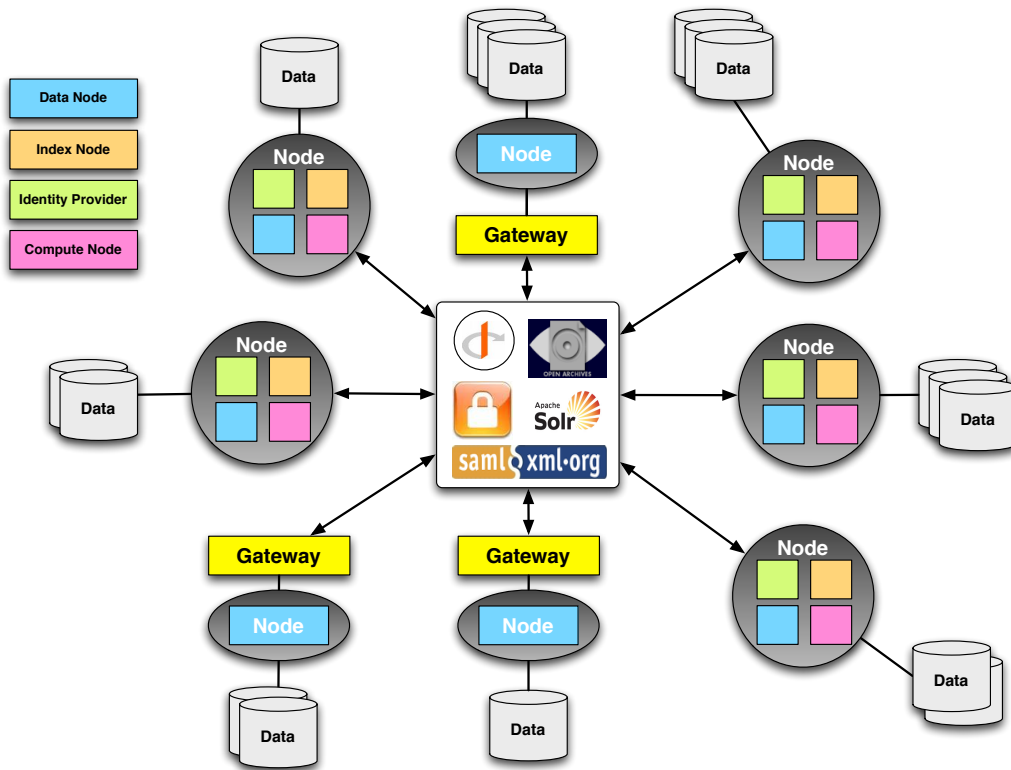 Data Node
Index Node
Identity Provider
Compute Node
Data
Node
Data
Node
Gateway
Data
Node
OPEN ARCHIVES
Apache
Solr
saml xml·org
Node
Data
Node
Data
Gateway
Node
Data
Gateway
Node
Data
Node
Data